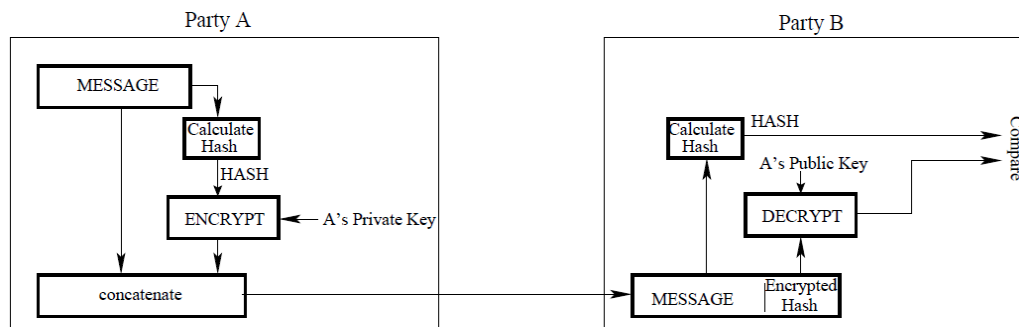 Party A
MESSAGE
Calculate
Hash
HASH
ENCRYPT
A's Private Key
concatenate
Party B
Calculate
Hash
HASH
A's Public Key
DECRYPT
MESSAGE
Encrypted
Hash
Compare